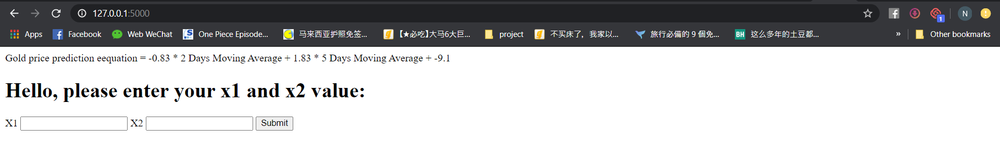 127.0.0.1:5000
Apps Facebook Web WeChat One Piece Episode... 马来西亚护照免签... 【★必吃】大马6大巨... project 不买床了，我家以... 旅行必備的 9 個免... BH 这么多年的土豆都... » Other bookmarks
Gold price prediction eequation = -0.83 * 2 Days Moving Average + 1.83 * 5 Days Moving Average + -9.1
Hello, please enter your x1 and x2 value:
X1 X2 Submit
1
N